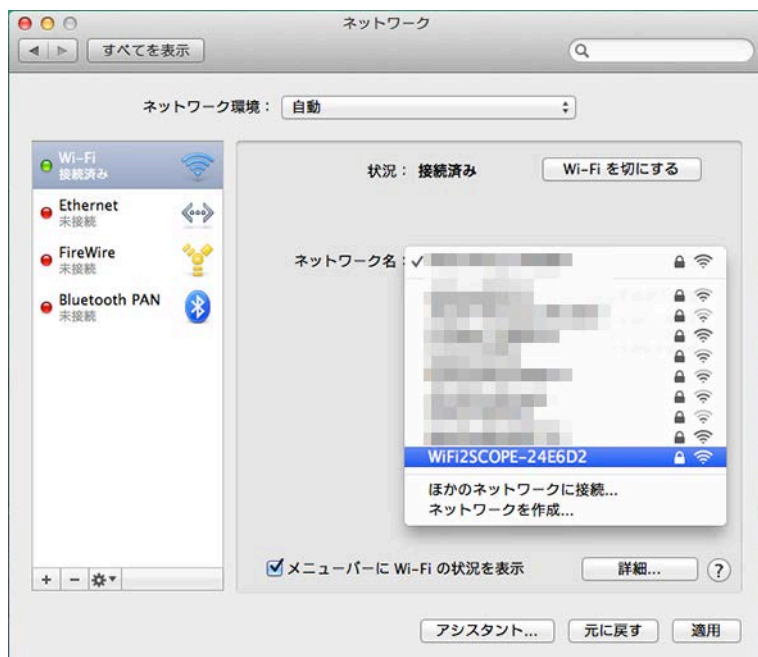 ネットワーク
すべてを表示
ネットワーク環境： 自動
Wi-Fi
接続済み
Ethernet
未接続
FireWire
未接続
Bluetooth PAN
未接続
状況： 接続済み
Wi-Fi を切にする
ネットワーク名：
WiFi2SCOPE-24E6D2
ほかのネットワークに接続...
ネットワークを作成...
メニューバーに Wi-Fi の状況を表示
詳細...
?
アシスタント...
元に戻す
適用